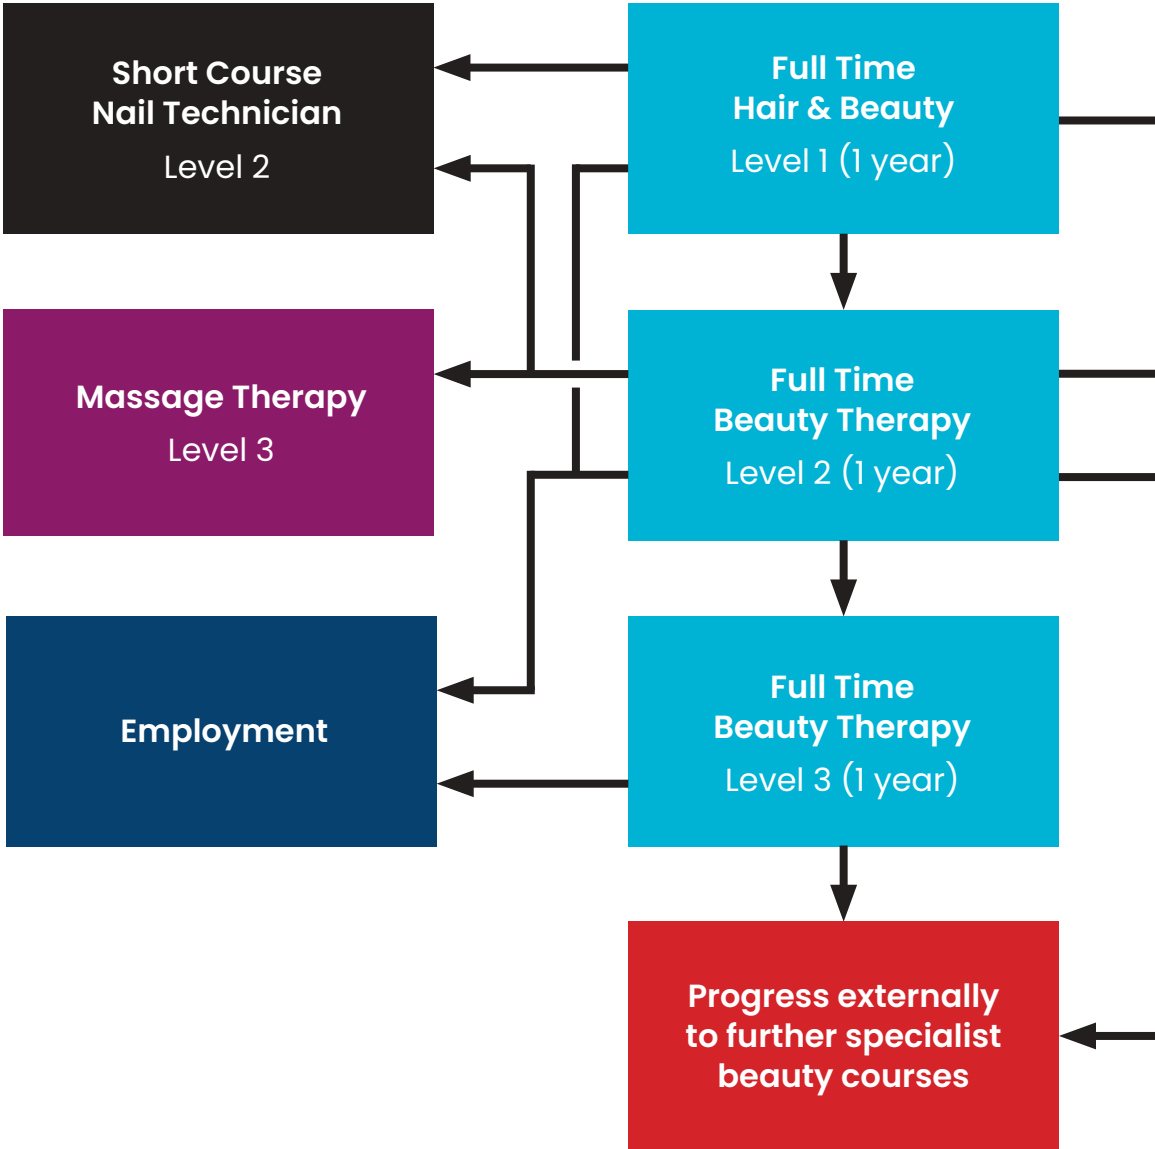 Short Course
Nail Technician
Level 2
Full Time
Hair & Beauty
Level 1 (1 year)
Massage Therapy
Level 3
Full Time
Beauty Therapy
Level 2 (1 year)
Employment
Full Time
Beauty Therapy
Level 3 (1 year)
Progress externally
to further specialist
beauty courses